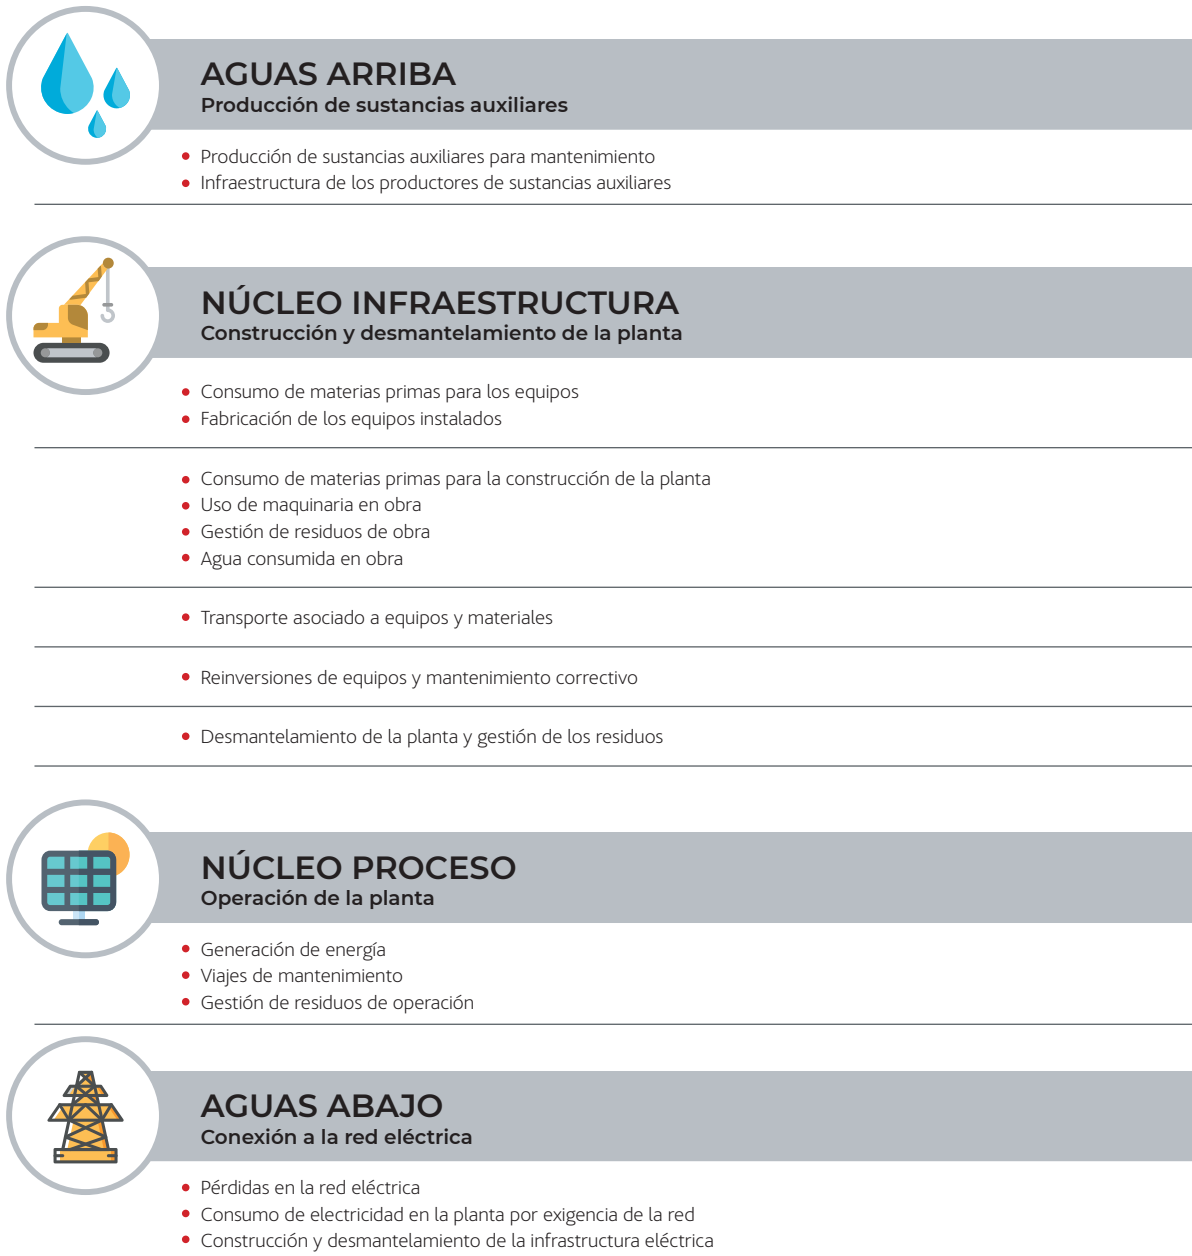 AGUAS ARRIBA
Producción de sustancias auxiliares
• Producción de sustancias auxiliares para mantenimiento
• Infraestructura de los productores de sustancias auxiliares
NÚCLEO INFRAESTRUCTURA
Construcción y desmantelamiento de la planta
• Consumo de materias primas para los equipos
• Fabricación de los equipos instalados
• Consumo de materias primas para la construcción de la planta
• Uso de maquinaria en obra
• Gestión de residuos de obra
• Agua consumida en obra
• Transporte asociado a equipos y materiales
• Reinversiones de equipos y mantenimiento correctivo
• Desmantelamiento de la planta y gestión de los residuos
NÚCLEO PROCESO
Operación de la planta
• Generación de energía
• Viajes de mantenimiento
• Gestión de residuos de operación
AGUAS ABAJO
Conexión a la red eléctrica
• Pérdidas en la red eléctrica
• Consumo de electricidad en la planta por exigencia de la red
• Construcción y desmantelamiento de la infrastructura eléctrica